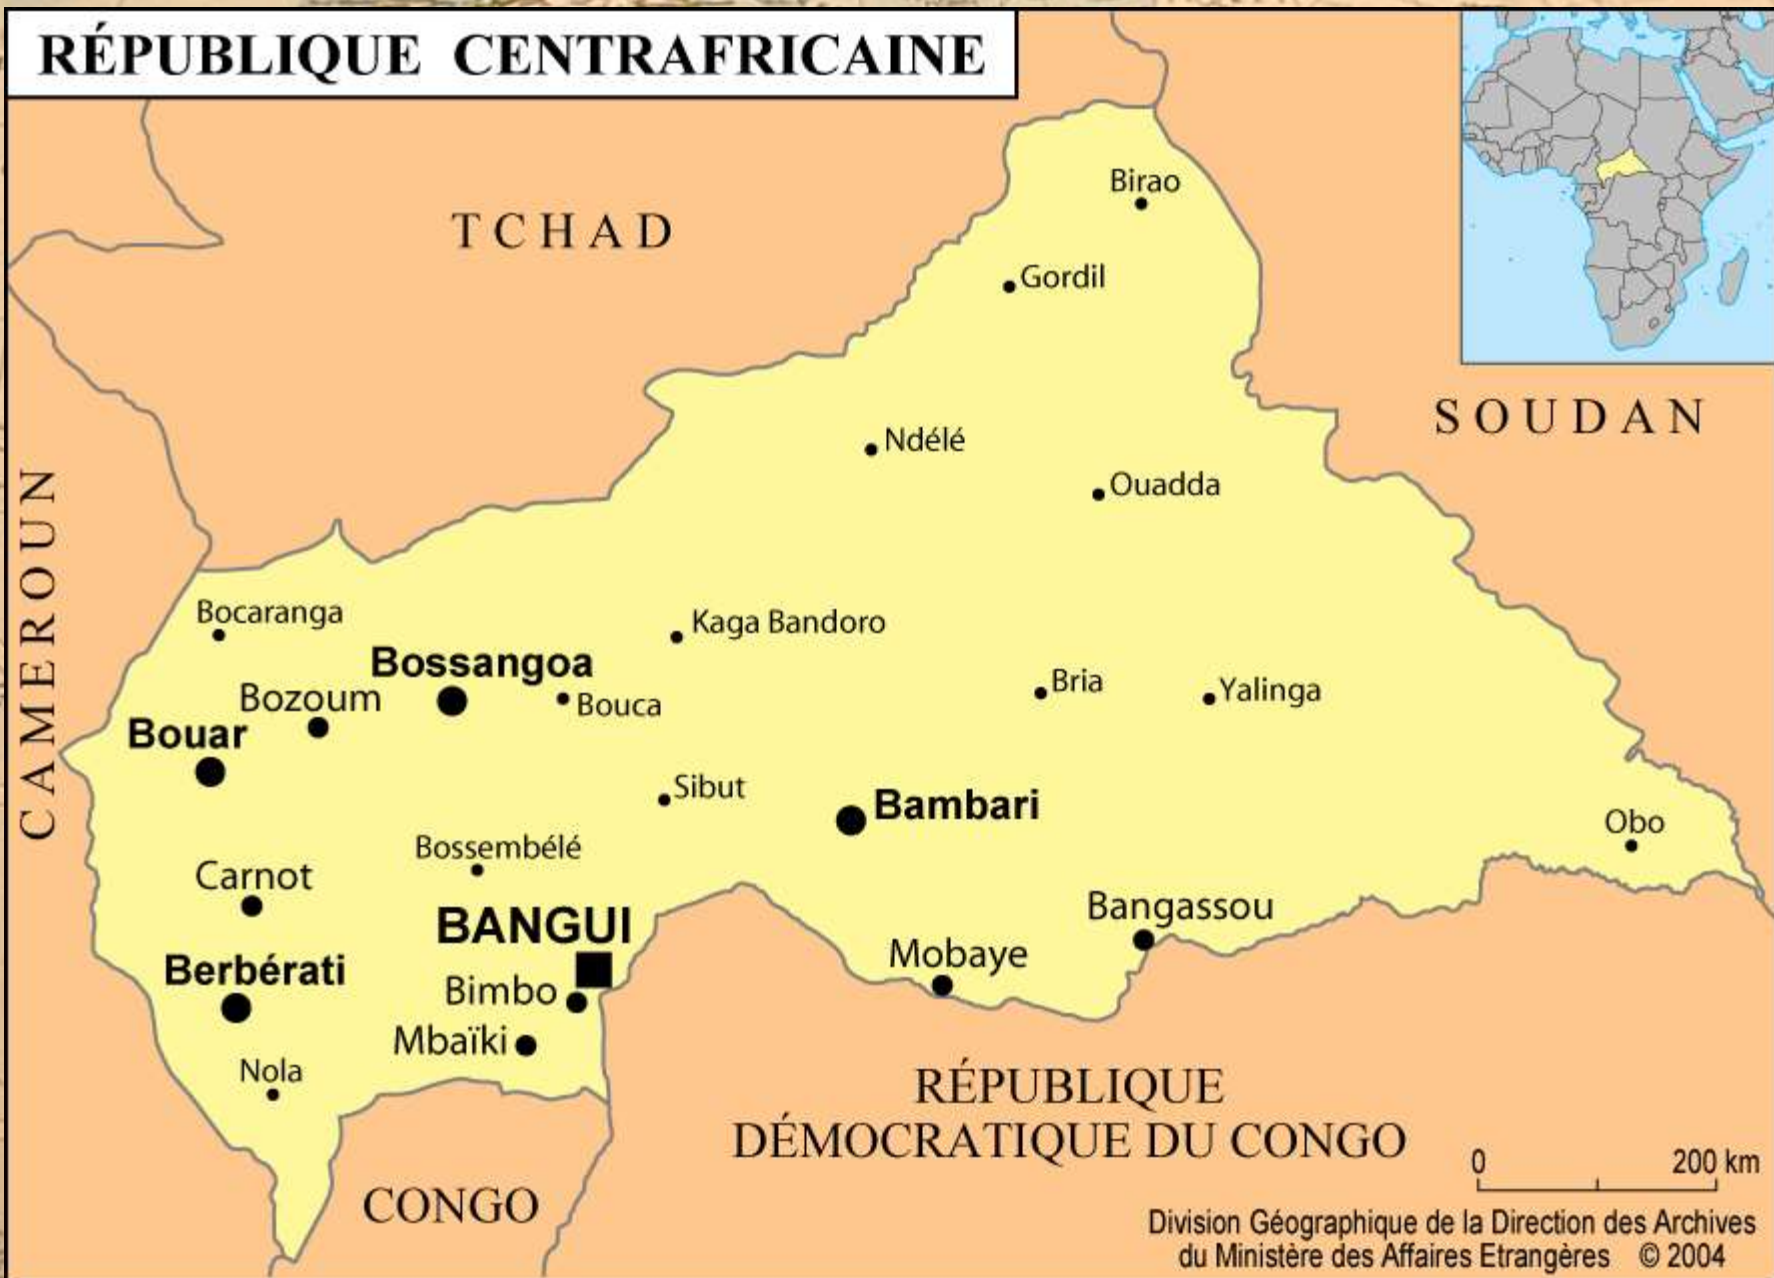 RÉPUBLIQUE CENTRAFRICAINE
Birao
TCHAD
Gordil
SOUDAN
Ndélé
Ouadda
CAMEROUN
Bocaranga
Kaga Bandoro
Bossangoa
Bria
Yalinga
Bozoum
Bouca
Bouar
Sibut
Bambari
Obo
Bossembélé
Carnot
Bangassou
BANGUI
Mobaye
Berbérati
Bimbo
Mbaïki
Nola
RÉPUBLIQUE
DÉMOCRATIQUE DU CONGO
0 200 km
CONGO
Division Géographique de la Direction des Archives
du Ministère des Affaires Etrangères © 2004